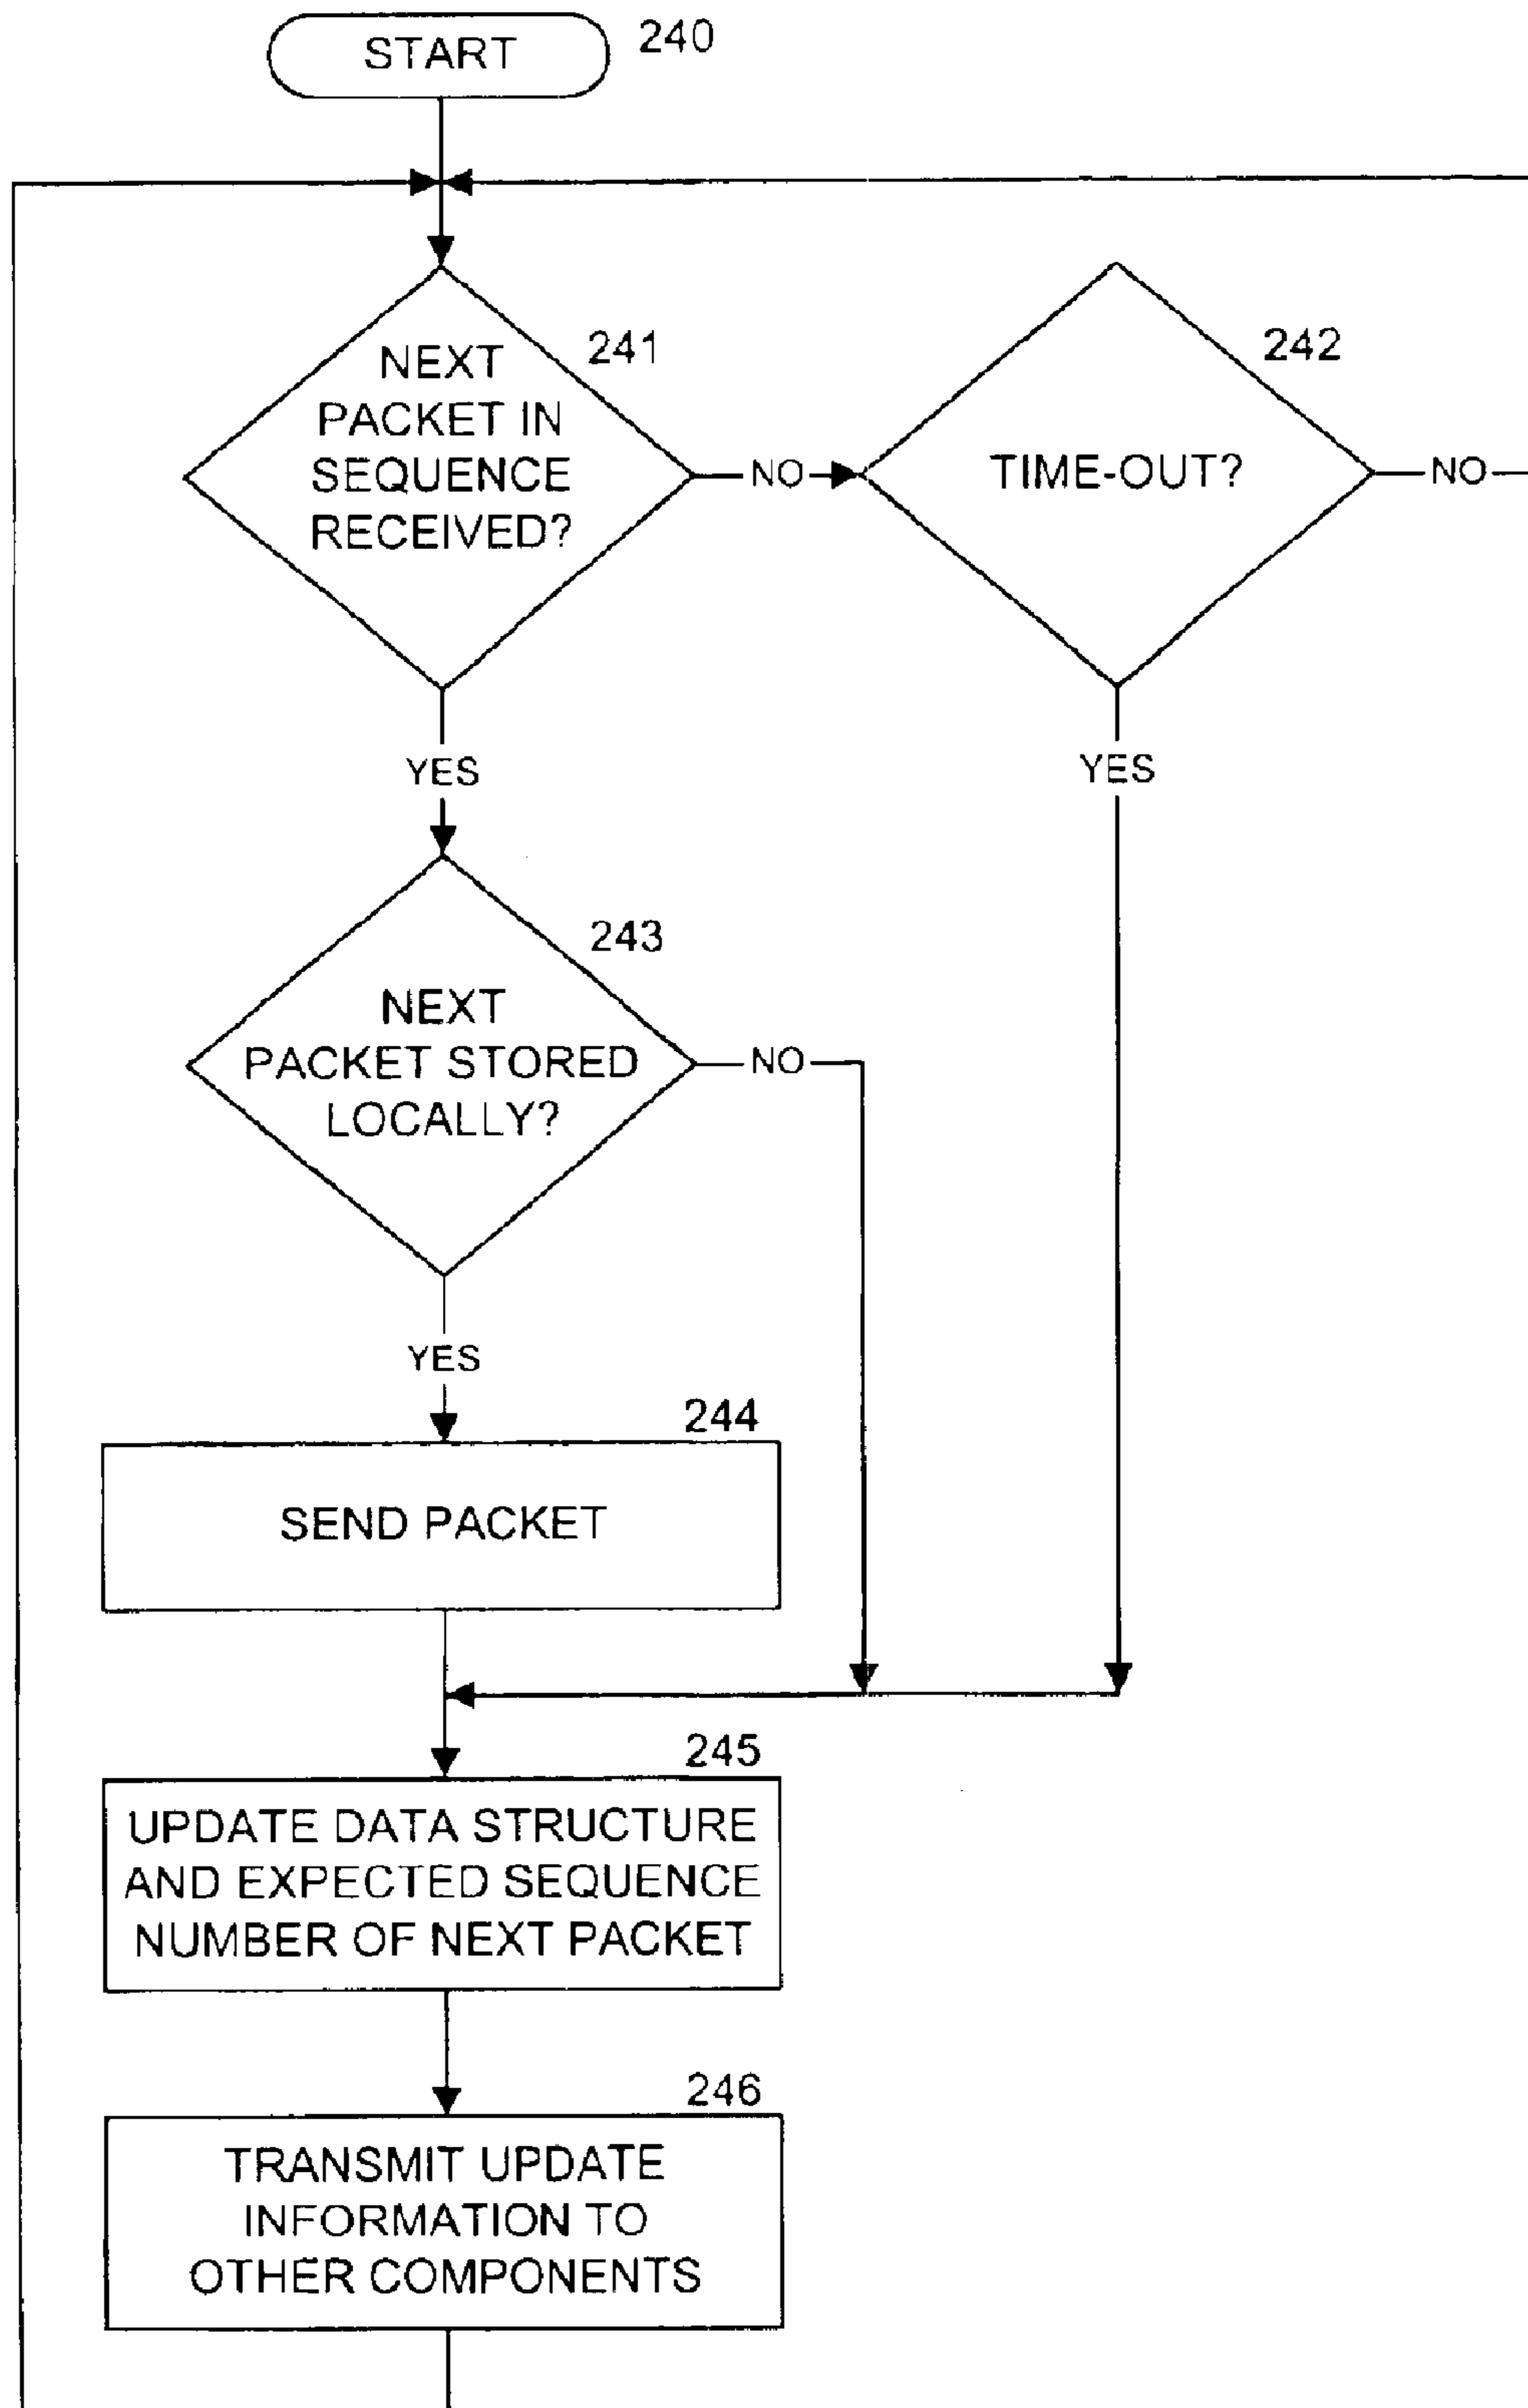 START
240
NEXT
PACKET IN
SEQUENCE
RECEIVED?
241
NO
TIME-OUT?
242
NO
YES
YES
NEXT
PACKET STORED
LOCALLY?
243
NO
YES
244
SEND PACKET
245
UPDATE DATA STRUCTURE
AND EXPECTED SEQUENCE
NUMBER OF NEXT PACKET
246
TRANSMIT UPDATE
INFORMATION TO
OTHER COMPONENTS